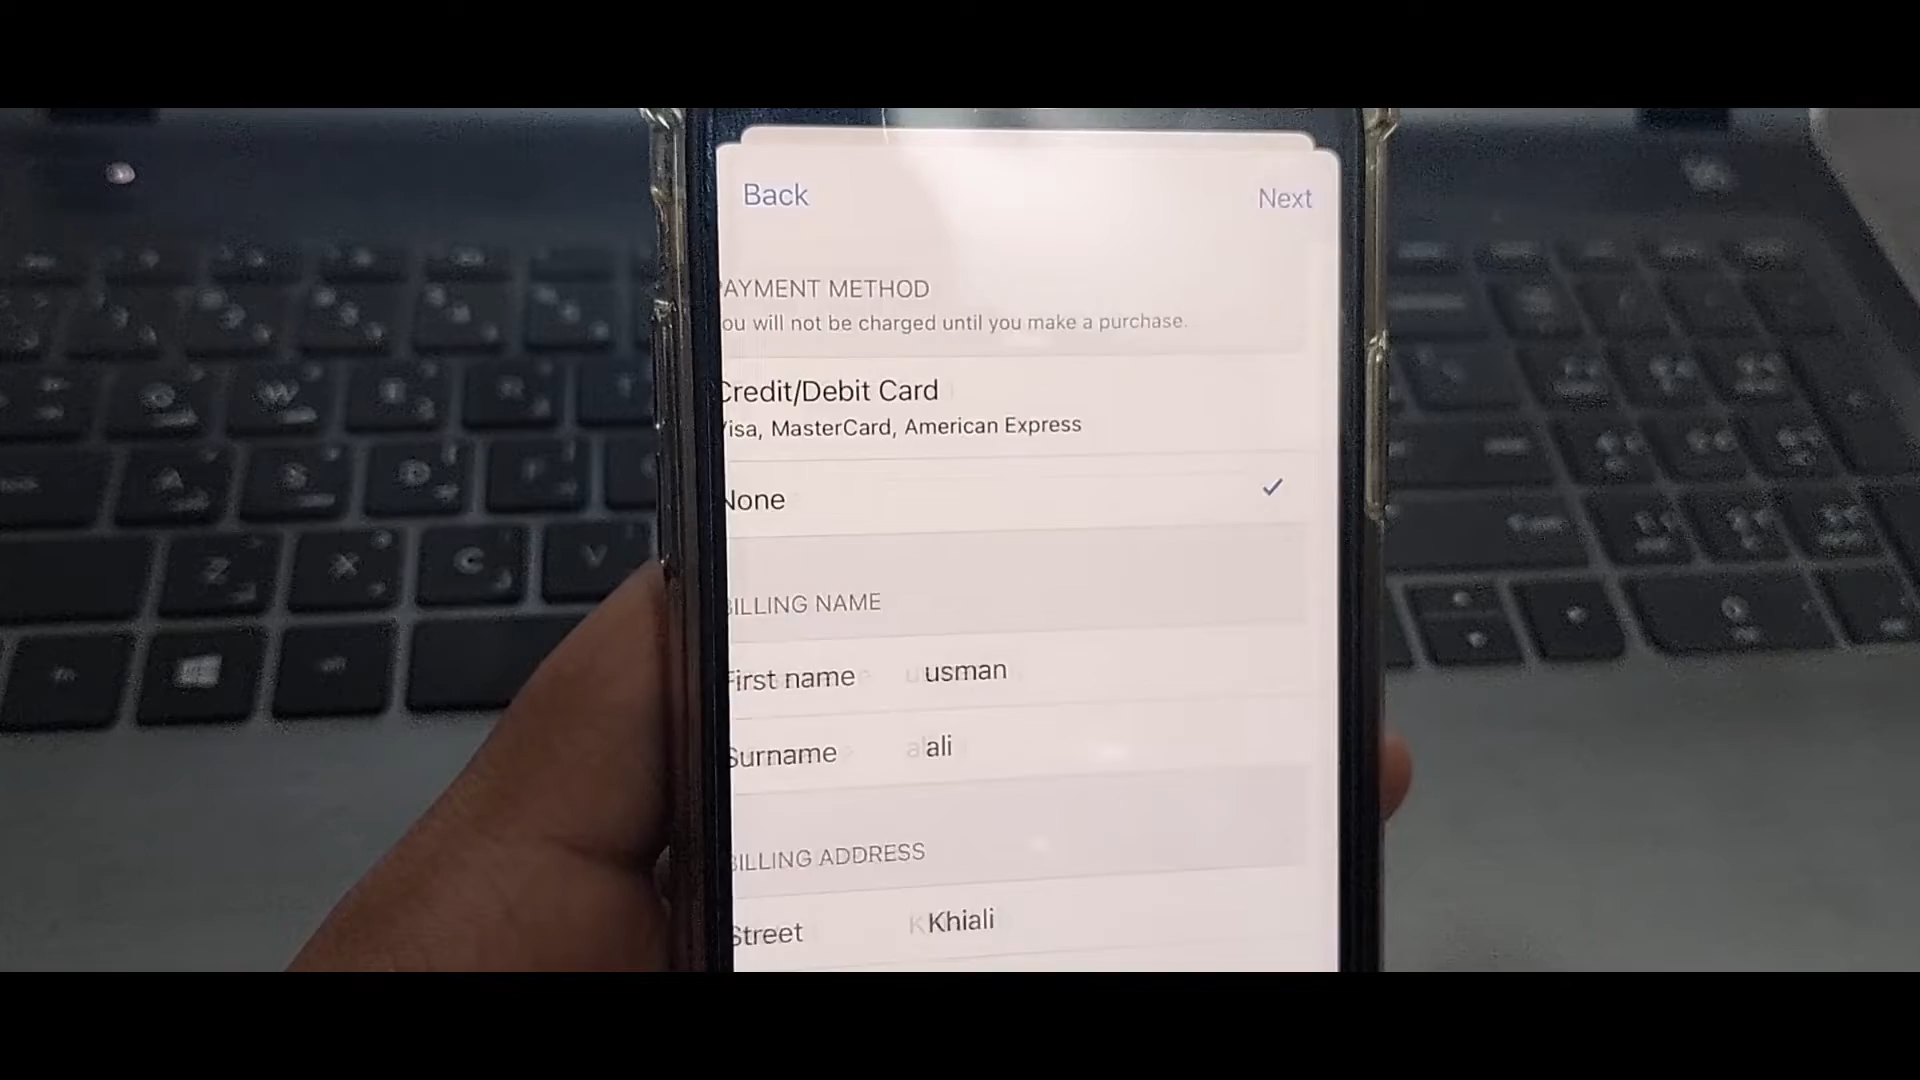 Back
Next
AYMENT METHOD
ou will not be charged until you make a purchase.
Credit/Debit Card
Visa, MasterCard, American Express
None
BILLING NAME
First name usman
Surname ali
BILLING ADDRESS
Street Khiali
A
Z
X
C
V